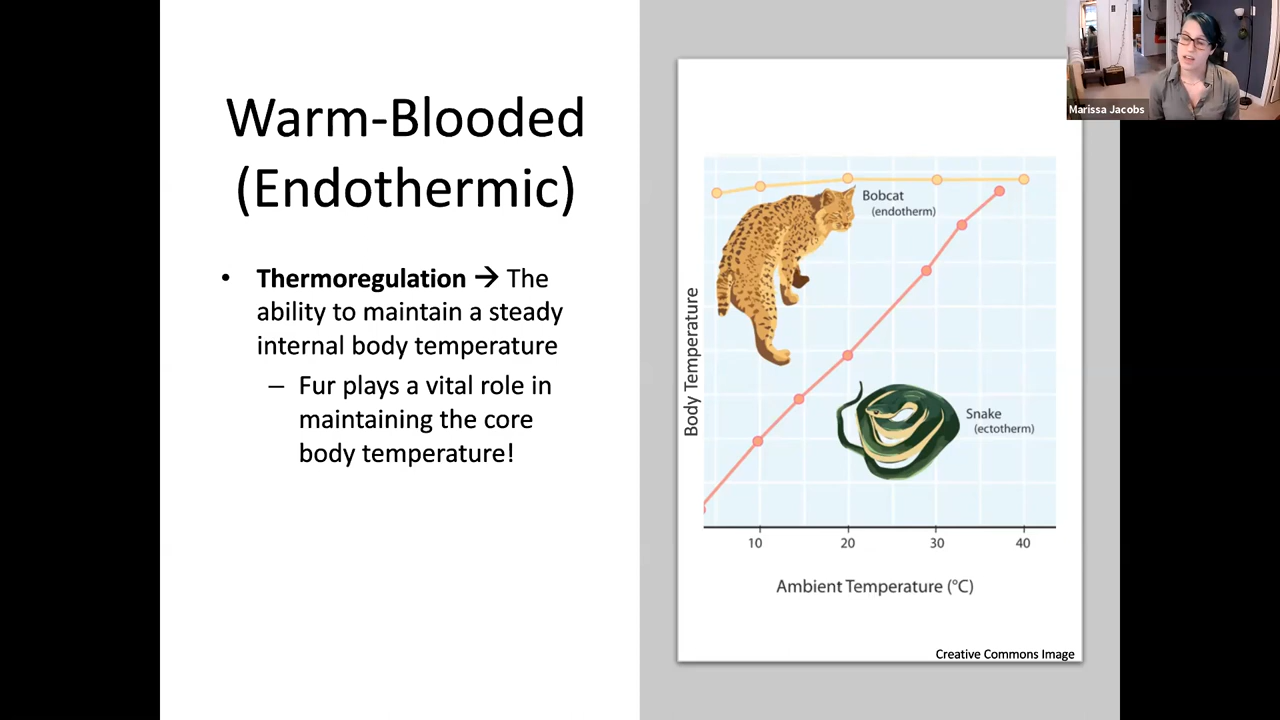 Warm-Blooded
(Endothermic)
• Thermoregulation → The
ability to maintain a steady
internal body temperature
– Fur plays a vital role in
maintaining the core
body temperature!
Marissa Jacobs
Bobcat
(endotherm)
Body Temperature
Snake
(ectotherm)
10 20 30 40
Ambient Temperature (°C)
Creative Commons Image